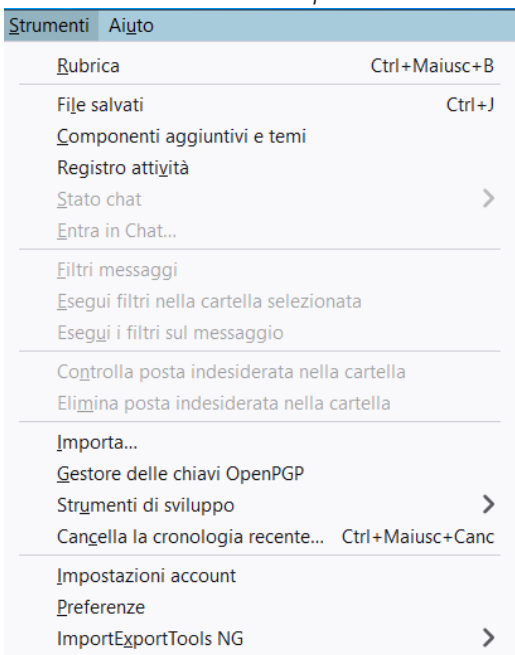 Strumenti Aiuto
Rubrica Ctrl+Maiusc+B
File salvati Ctrl+J
Componenti aggiuntivi e temi
Registro attività
Stato chat
Entra in Chat...
Filtri messaggi
Esegui filtri nella cartella selezionata
Esegui i filtri sul messaggio
Controlla posta indesiderata nella cartella
Elimina posta indesiderata nella cartella
Importa...
Gestore delle chiavi OpenPGP
Strumenti di sviluppo
Cancella la cronologia recente... Ctrl+Maiusc+Canc
Impostazioni account
Preferenze
ImportExportTools NG